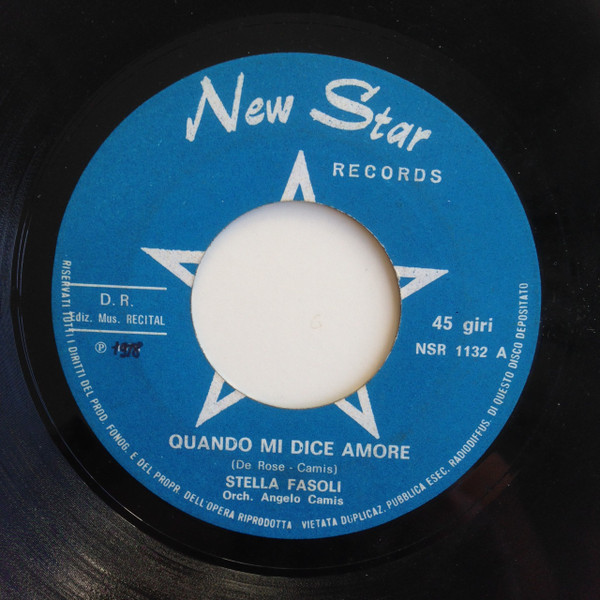 New Star
RECORDS
D. R.
Ediz. Mus. RECITAL
℗ 1978
45 giri
NSR 1132 A
QUANDO MI DICE AMORE
(De Rose - Camis)
STELLA FASOLI
Orch. Angelo Camis
RISERVATI TUTTI I DIRITTI DEL PROD. FONOG. E DEL PROPR. DELL'OPERA RIPRODOTTA VIETATA DUPLICAZ. PUBBLICA ESEC. RADIODIFFUS. DI QUESTO DISCO DEPOSITATO